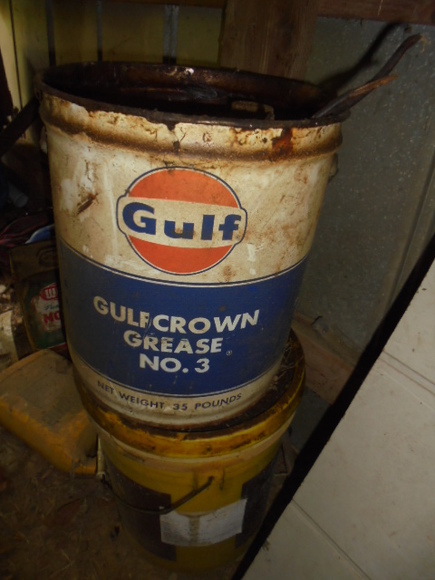 Gulf
GULFCROWN
GREASE
NO. 3
NET WEIGHT 35 POUNDS